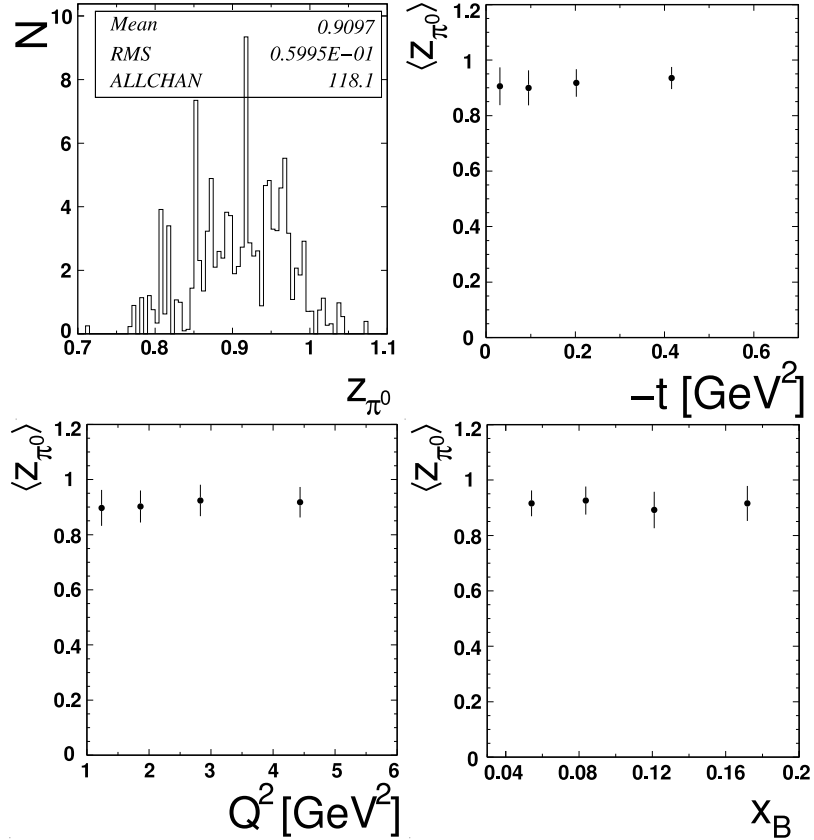 N
Mean 0.9097
RMS 0.5995E−01
ALLCHAN 118.1
10
8
6
4
2
0
0.7 0.8 0.9 1 1.1
z_π⁰
⟨z_π⁰⟩
1.2
1
0.8
0.6
0.4
0.2
0
0 0.2 0.4 0.6
−t [GeV²]
⟨z_π⁰⟩
1.2
1
0.8
0.6
0.4
0.2
0
1 2 3 4 5 6
Q² [GeV²]
⟨z_π⁰⟩
1.2
1
0.8
0.6
0.4
0.2
0
0.04 0.08 0.12 0.16 0.2
x_B